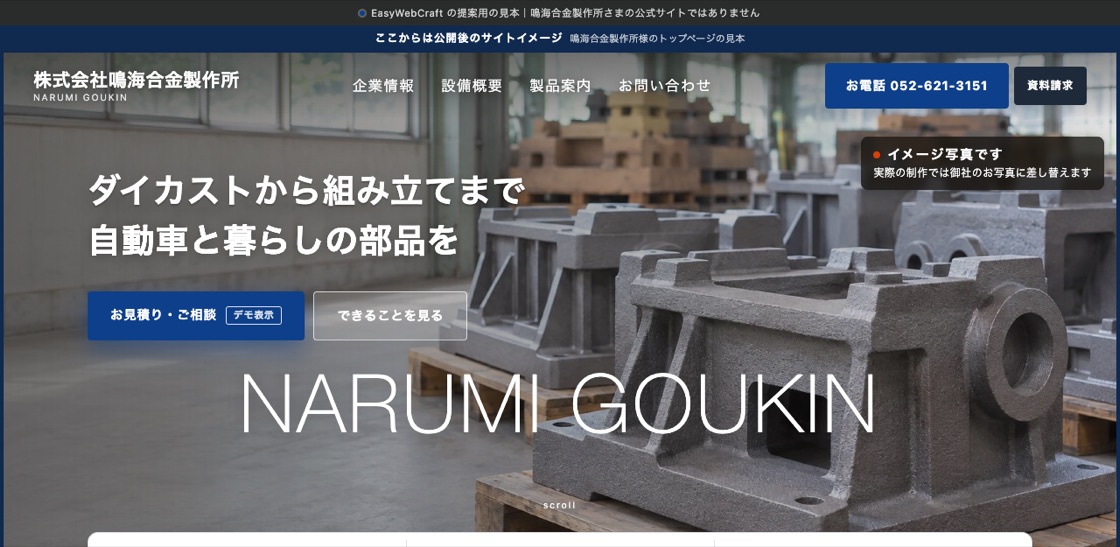 EasyWebCraft の提案用の見本｜鳴海合金製作所さまの公式サイトではありません
ここからは公開後のサイトイメージ 鳴海合金製作所様のトップページの見本
株式会社鳴海合金製作所
NARUMI GOUKIN
企業情報 設備概要 製品案内 お問い合わせ
お電話 052-621-3151 資料請求
イメージ写真です
実際の制作では御社のお写真に差し替えます
ダイカストから組み立てまで
自動車と暮らしの部品を
お見積り・ご相談 デモ表示 できることを見る
NARUMI GOUKIN
scroll